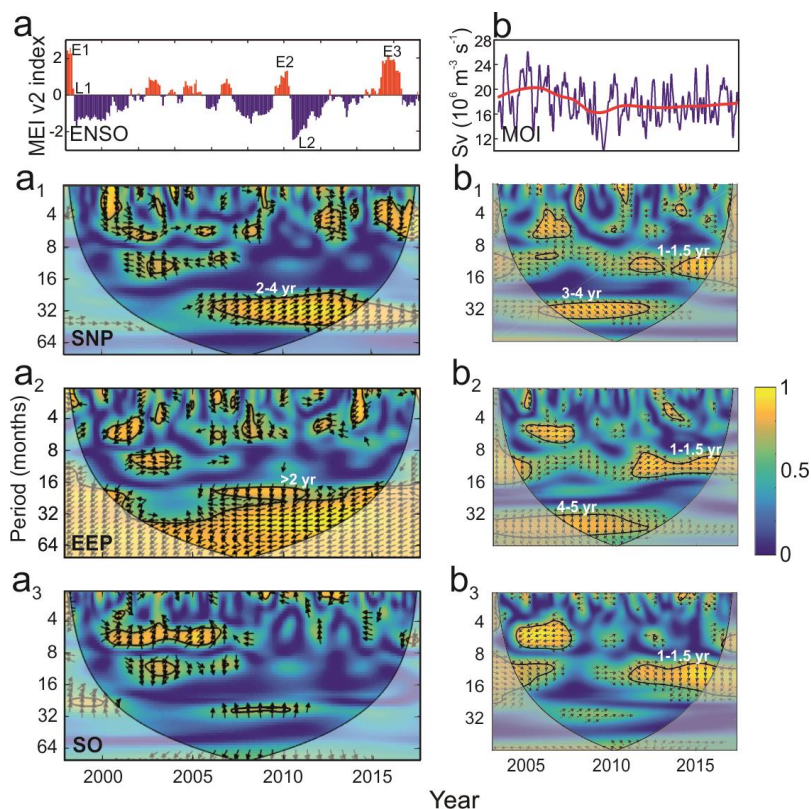 a
b
E1
E2
E3
L1
L2
MEI v2 index
2
0
-2
ENSO
Sv (10⁶ m⁻³ s⁻¹)
28
24
20
16
12
MOI
a1
4
8
16
32
64
2-4 yr
SNP
b1
4
8
16
32
1-1.5 yr
3-4 yr
a2
4
8
16
32
64
>2 yr
EEP
b2
4
8
16
32
1-1.5 yr
4-5 yr
Period (months)
1
0.5
0
a3
4
8
16
32
64
SO
b3
4
8
16
32
1-1.5 yr
2000 2005 2010 2015
2005 2010 2015
Year